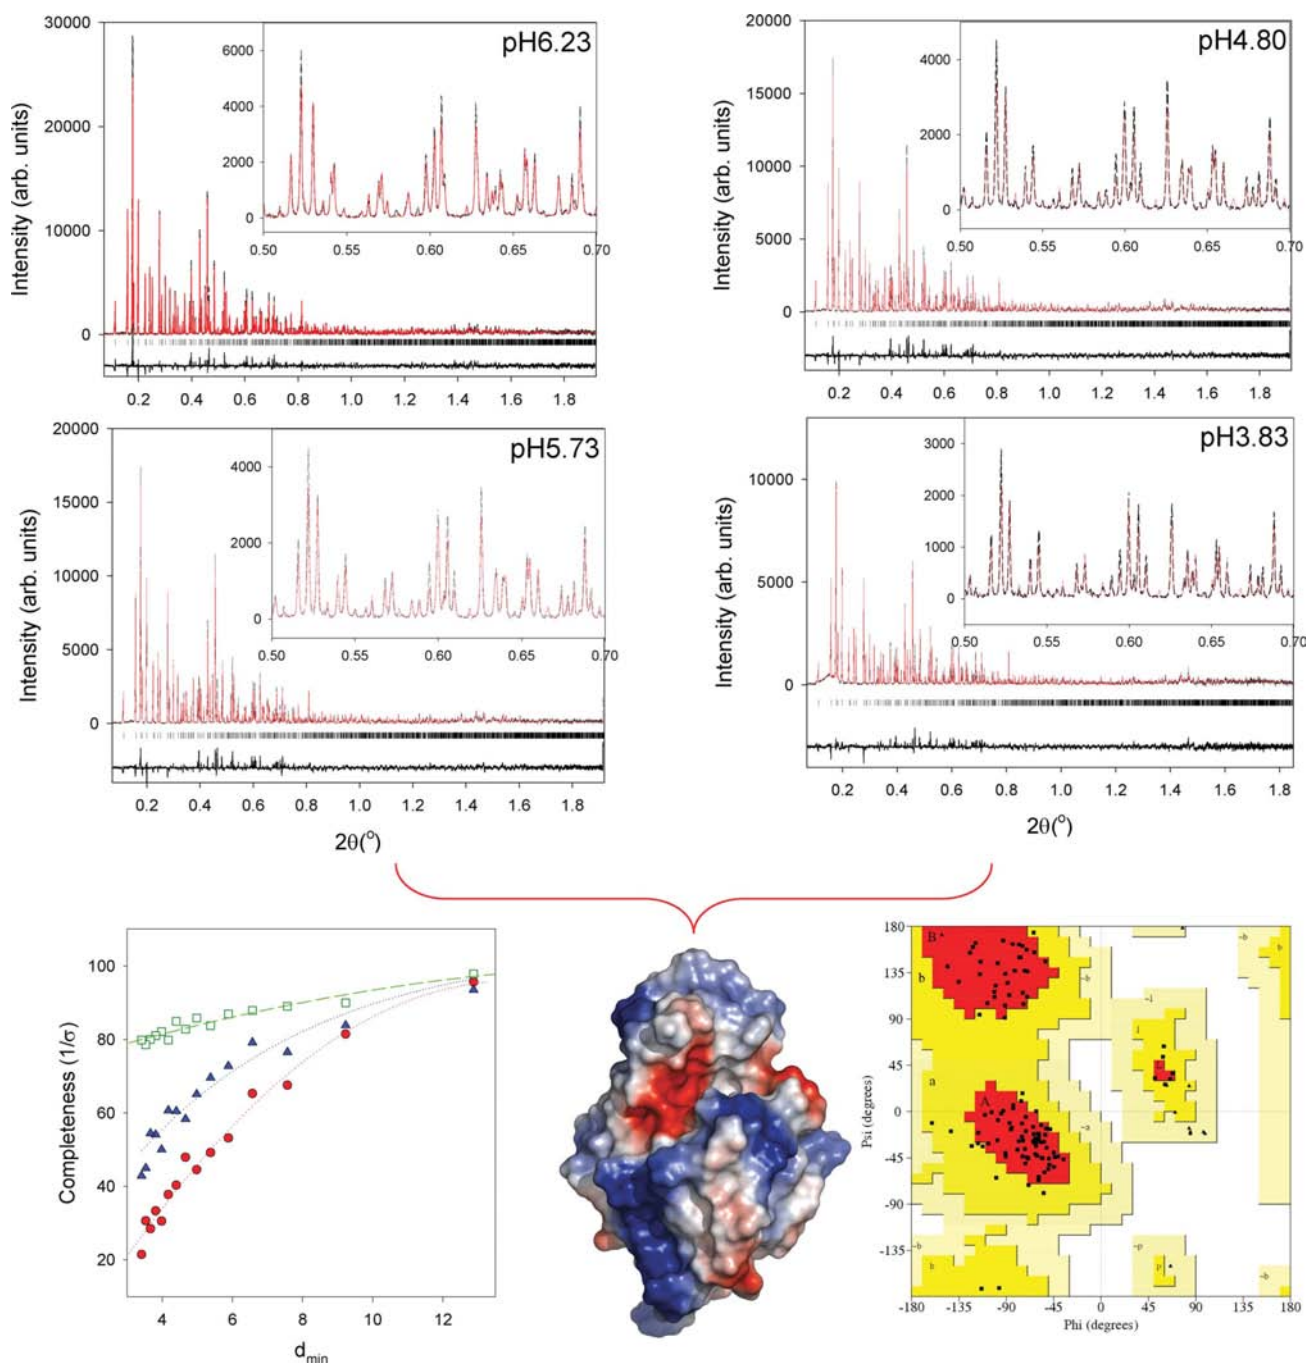 pH6.23
Intensity (arb. units)
30000
20000
10000
0
6000
4000
2000
0
0.50 0.55 0.60 0.65 0.70
0.2 0.4 0.6 0.8 1.0 1.2 1.4 1.6 1.8
pH4.80
Intensity (arb. units)
20000
15000
10000
5000
0
4000
2000
0
0.50 0.55 0.60 0.65 0.70
0.2 0.4 0.6 0.8 1.0 1.2 1.4 1.6 1.8
pH5.73
Intensity (arb. units)
20000
15000
10000
5000
0
4000
2000
0
0.50 0.55 0.60 0.65 0.70
0.2 0.4 0.6 0.8 1.0 1.2 1.4 1.6 1.8
2θ(°)
pH3.83
Intensity (arb. units)
10000
5000
0
3000
2000
1000
0
0.50 0.55 0.60 0.65 0.70
0.2 0.4 0.6 0.8 1.0 1.2 1.4 1.6 1.8
2θ(°)
Completeness (1/σ)
100
80
60
40
20
4 6 8 10 12
dmin
Psi (degrees)
180
135
90
45
0
-45
-90
-135
B
b
a
A
~a
~b
~l
l
L
~b
b
~b
b
~p
p
~b
-180 -135 -90 -45 0 45 90 135 180
Phi (degrees)